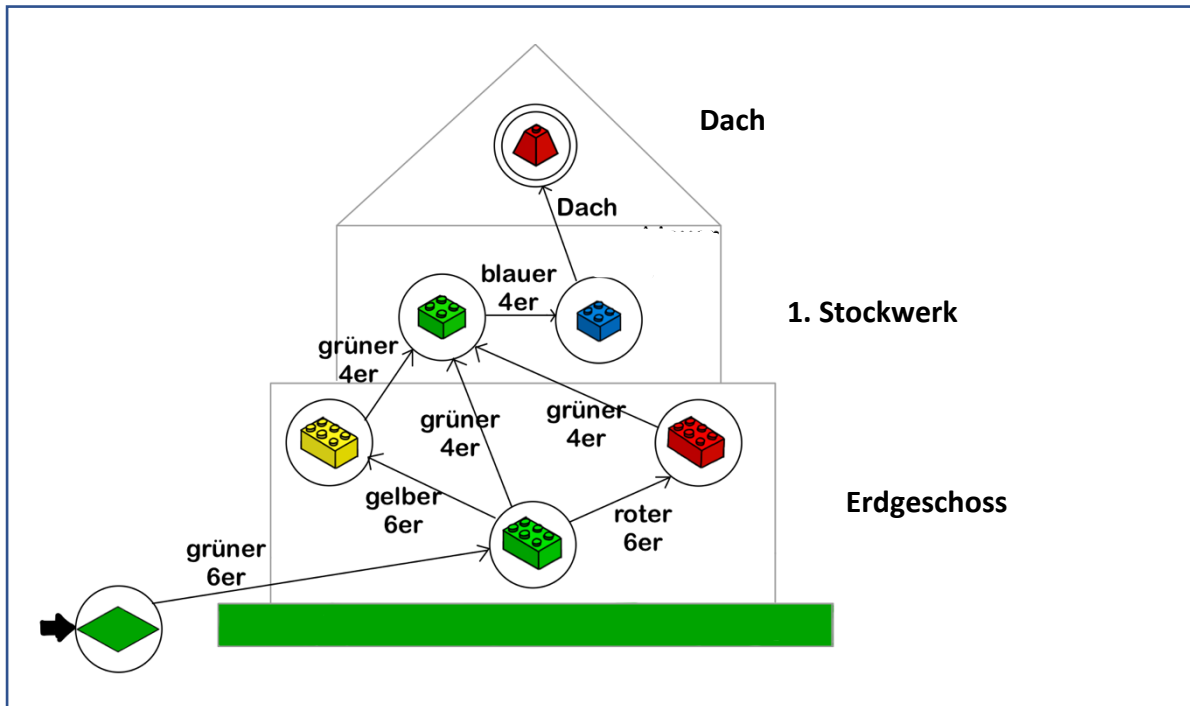 Dach
Dach
blauer
4er
1. Stockwerk
grüner
4er
grüner
4er
grüner
4er
gelber
6er
roter
6er
Erdgeschoss
grüner
6er